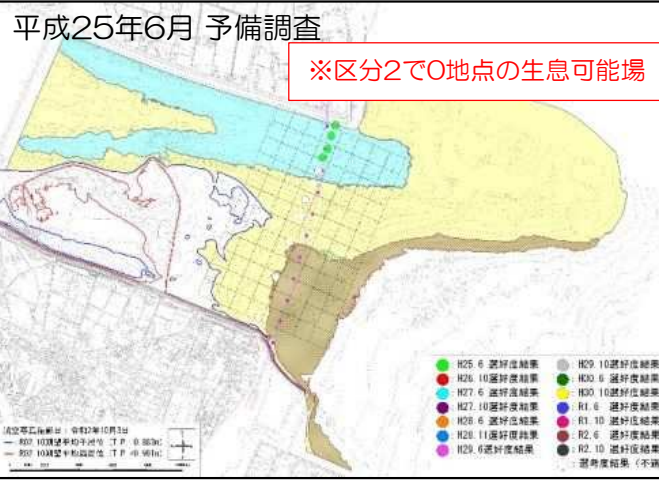 平成25年6月 予備調査
※区分2で0地点の生息可能場
H25.6 選好度結果
H26.10選好度結果
H27.6 選好度結果
H27.10選好度結果
H28.6 選好度結果
H28.11選好度結果
H29.6選好度結果
H29.10選好度結果
H30.6 選好度結果
H30.10選好度結果
R1.6 選好度結果
R1.10 選好度結果
R2.6 選好度結果
R2.10 選好度結果